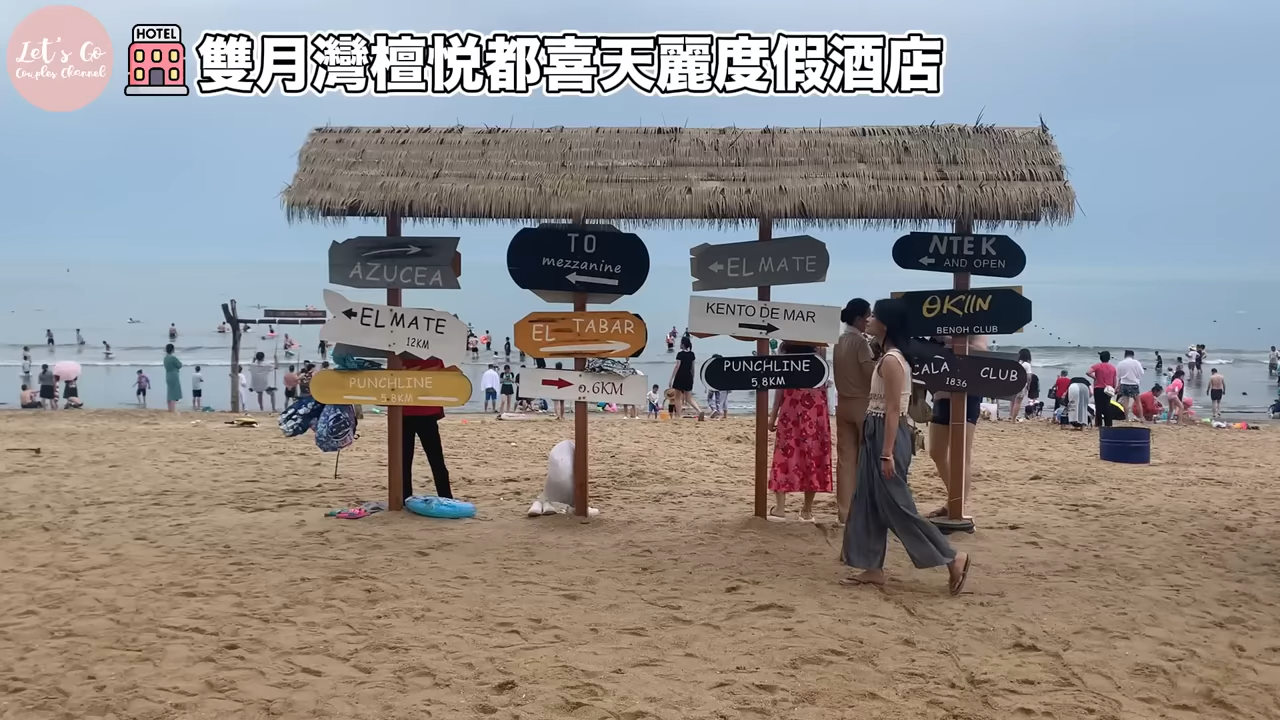 Let's Go
Couples Channel
HOTEL
雙月灣檀悅都喜天麗度假酒店
AZUCEA
EL MATE
12KM
PUNCHLINE
5.8KM
TO
mezzanine
EL TABAR
6KM
EL MATE
KENTO DE MAR
PUNCHLINE
5,8KM
NTEK
AND OPEN
OKIIN
BENOH CLUB
CALA CLUB
1836